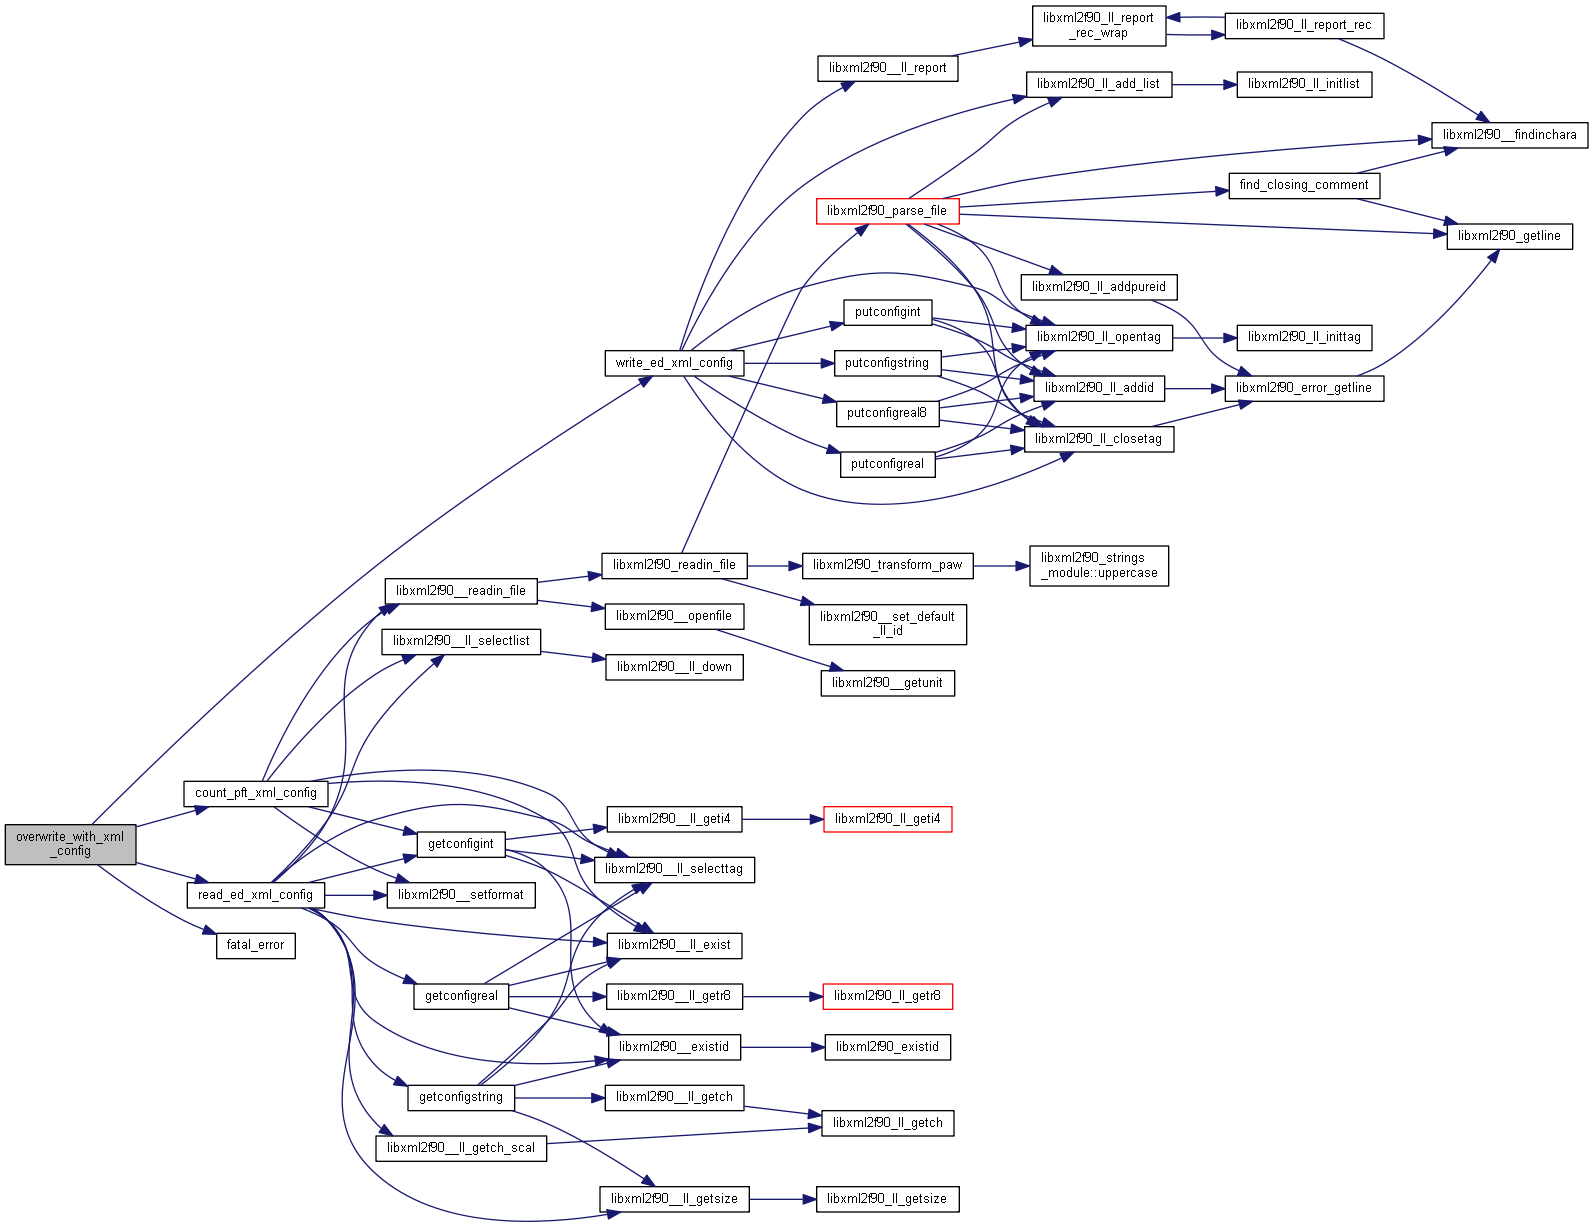 libxml2f90_ll_report
_rec_wrap
libxml2f90_ll_report_rec
libxml2f90__ll_report
libxml2f90_ll_add_list
libxml2f90_ll_initlist
libxml2f90__findinchara
find_closing_comment
libxml2f90_parse_file
libxml2f90_getline
libxml2f90_ll_addpureid
putconfigint
libxml2f90_ll_opentag
libxml2f90_ll_inittag
write_ed_xml_config
putconfigstring
libxml2f90_ll_addid
libxml2f90_error_getline
putconfigreal8
libxml2f90_ll_closetag
putconfigreal
libxml2f90_readin_file
libxml2f90_transform_paw
libxml2f90_strings
_module::uppercase
libxml2f90__readin_file
libxml2f90__openfile
libxml2f90__set_default
_ll_id
libxml2f90__ll_selectlist
libxml2f90__ll_down
libxml2f90__getunit
count_pft_xml_config
overwrite_with_xml
_config
getconfigint
libxml2f90__ll_geti4
libxml2f90_ll_geti4
libxml2f90__ll_selecttag
read_ed_xml_config
libxml2f90__setformat
fatal_error
libxml2f90__ll_exist
getconfigreal
libxml2f90__ll_getr8
libxml2f90_ll_getr8
libxml2f90__existid
libxml2f90_existid
getconfigstring
libxml2f90__ll_getch
libxml2f90_ll_getch
libxml2f90__ll_getch_scal
libxml2f90__ll_getsize
libxml2f90_ll_getsize